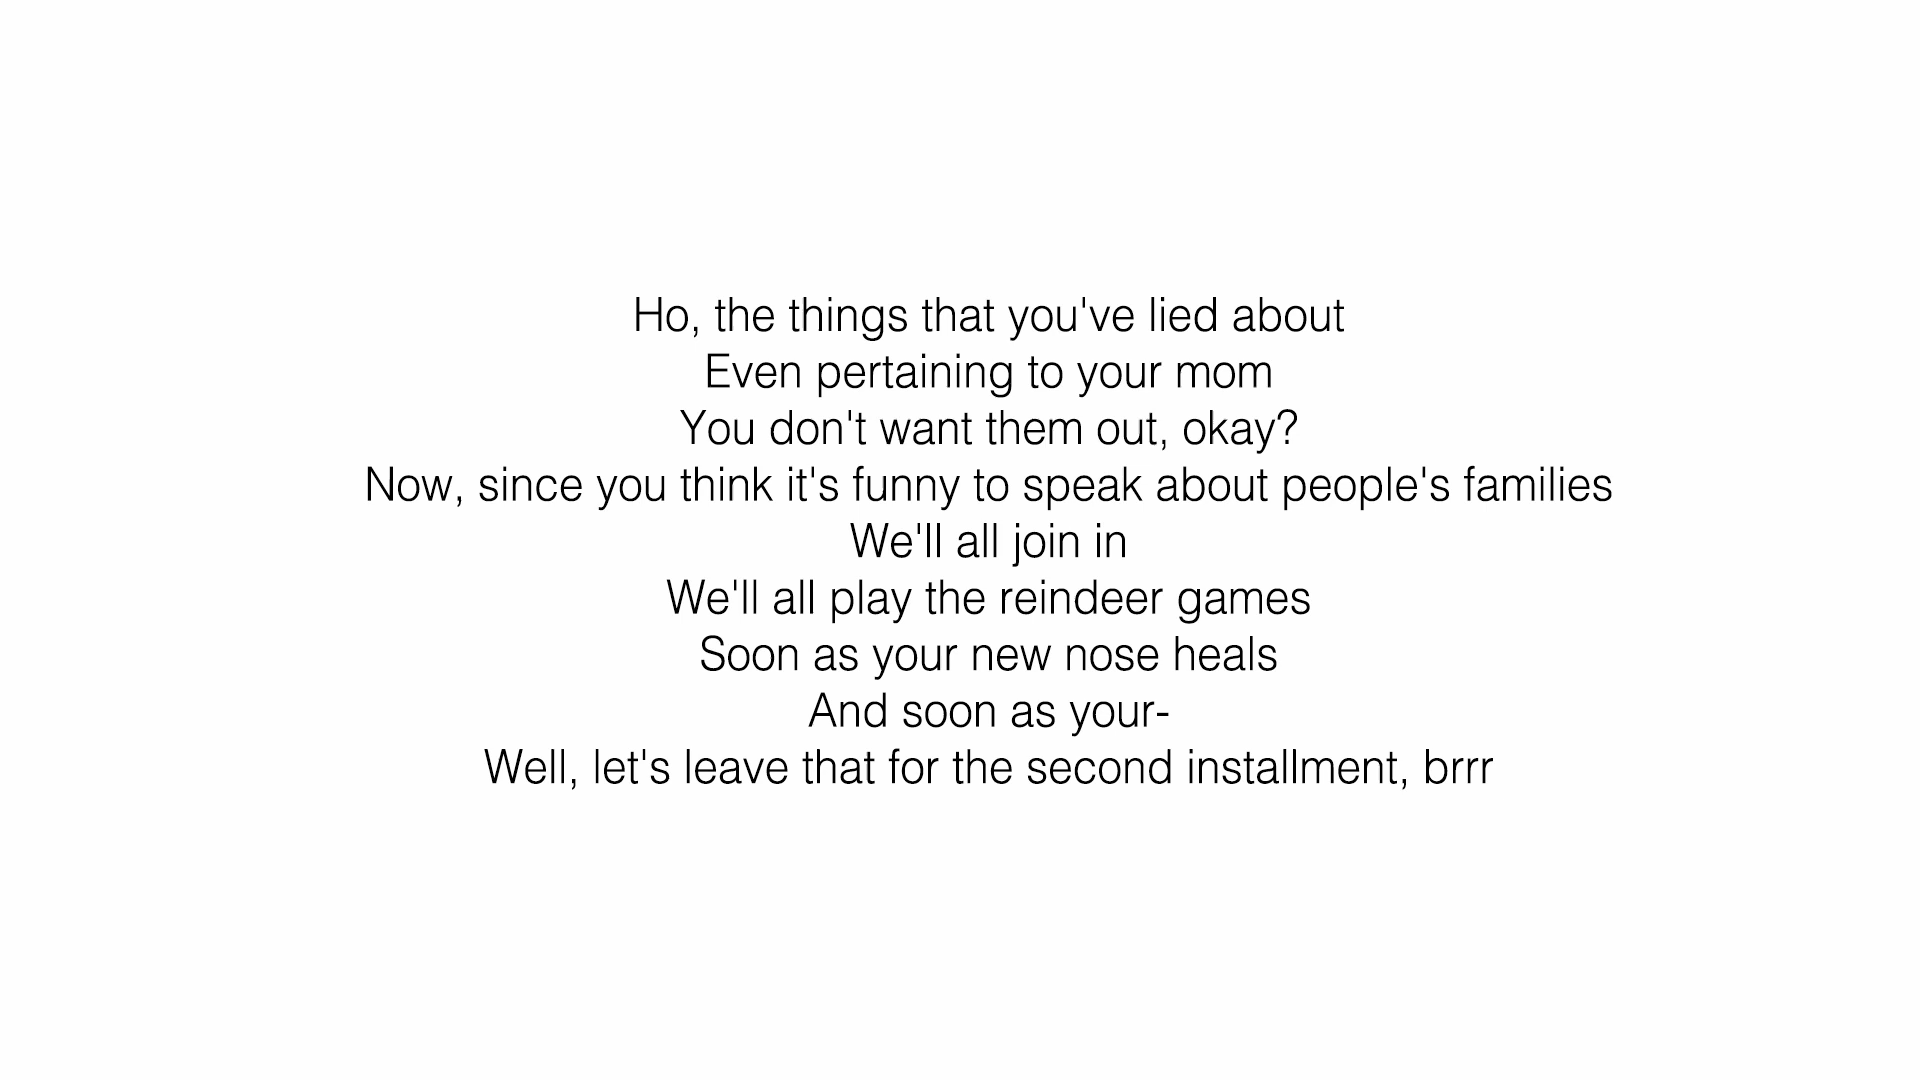 Ho, the things that you've lied about
Even pertaining to your mom
You don't want them out, okay?
Now, since you think it's funny to speak about people's families
We'll all join in
We'll all play the reindeer games
Soon as your new nose heals
And soon as your-
Well, let's leave that for the second installment, brrr